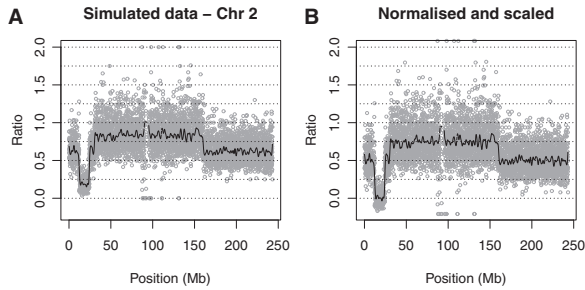 A Simulated data – Chr 2
Ratio
2.0
1.5
1.0
0.5
0.0
0 50 100 150 200 250
Position (Mb)
B Normalised and scaled
Ratio
2.0
1.5
1.0
0.5
0.0
0 50 100 150 200 250
Position (Mb)